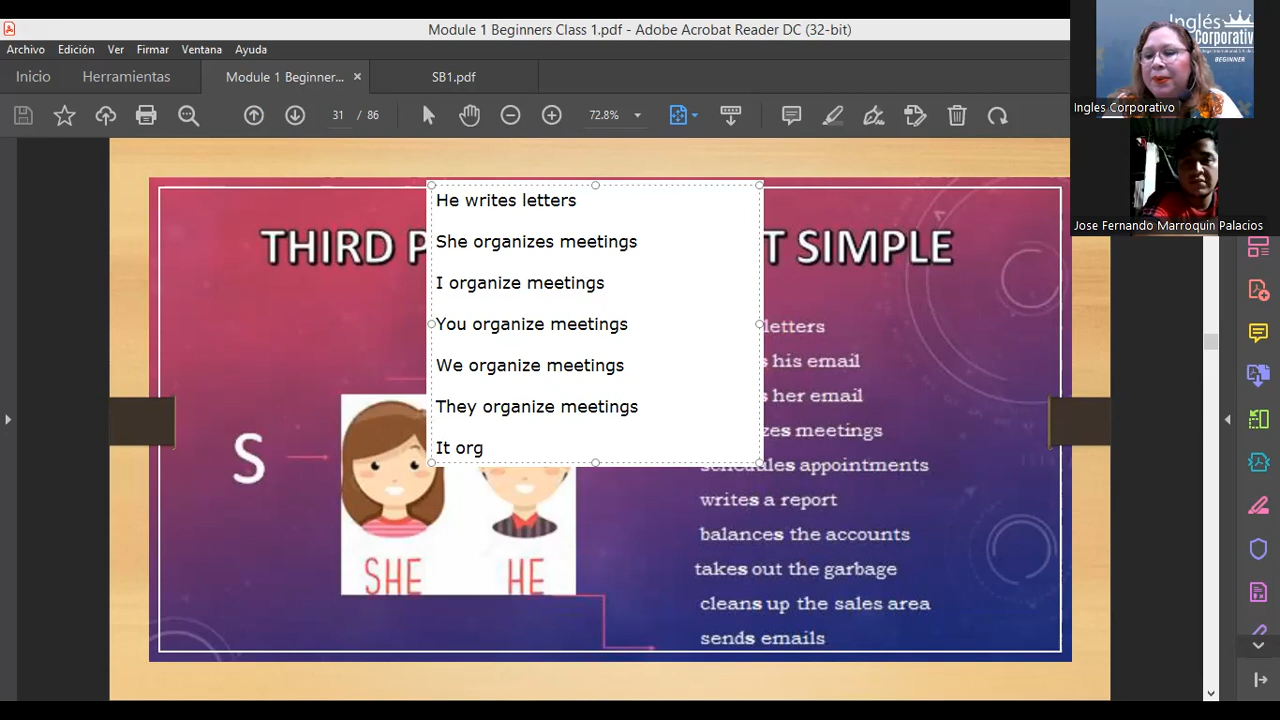 Module 1 Beginners Class 1.pdf - Adobe Acrobat Reader DC (32-bit)
Archivo Edición Ver Firmar Ventana Ayuda
Inicio Herramientas Module 1 Beginner... × SB1.pdf
31 / 86 72.8%
Inglés
Corporativo
BEGINNER
Ingles Corporativo
Jose Fernando Marroquin Palacios
THIRD P T SIMPLE
He writes letters
She organizes meetings
I organize meetings
You organize meetings
We organize meetings
They organize meetings
It org
letters
s his email
s her email
zes meetings
schedules appointments
writes a report
balances the accounts
takes out the garbage
cleans up the sales area
sends emails
S
SHE HE